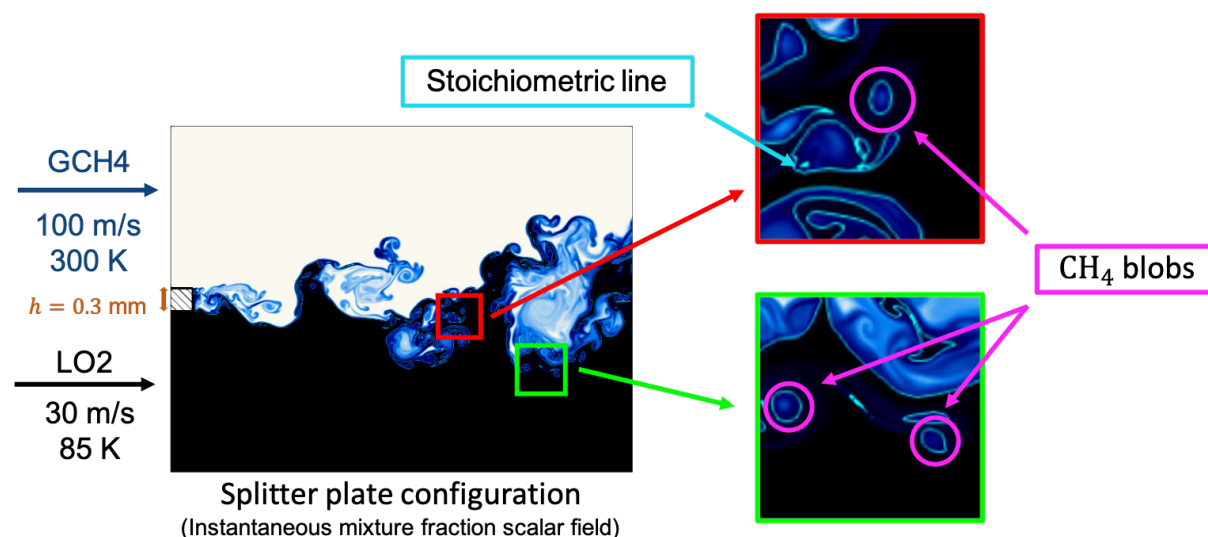 Stoichiometric line
GCH4
100 m/s
300 K
h = 0.3 mm
LO2
30 m/s
85 K
CH₄ blobs
Splitter plate configuration
(Instantaneous mixture fraction scalar field)